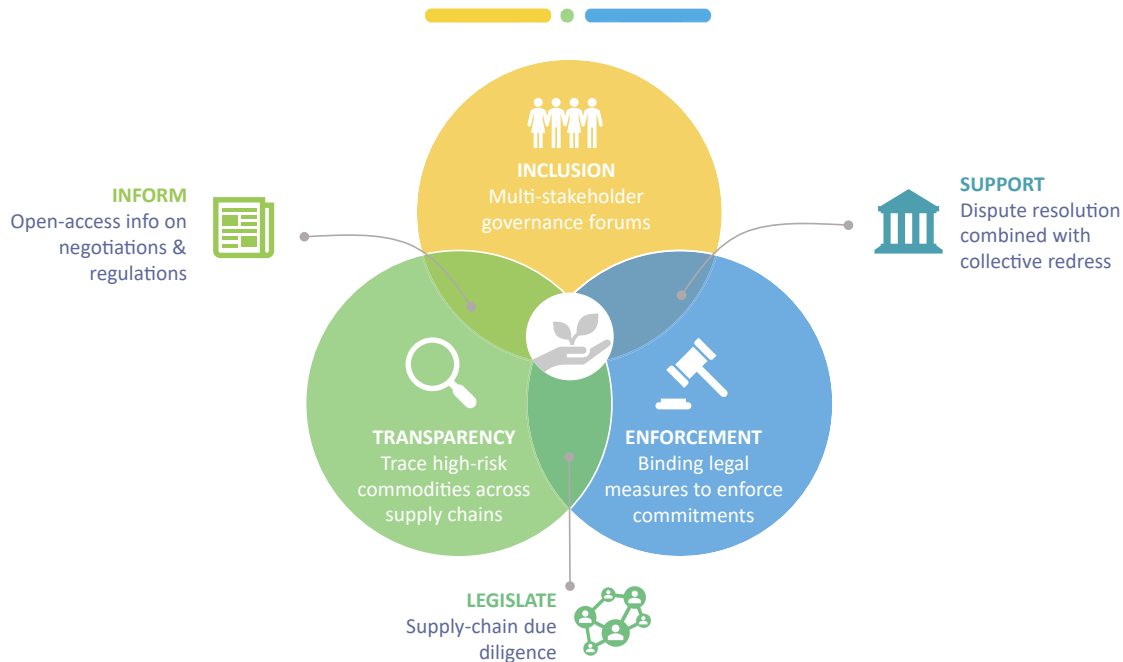 INCLUSION
Multi-stakeholder
governance forums
INFORM
Open-access info on
negotiations &
regulations
SUPPORT
Dispute resolution
combined with
collective redress
TRANSPARENCY
Trace high-risk
commodities across
supply chains
ENFORCEMENT
Binding legal
measures to enforce
commitments
LEGISLATE
Supply-chain due
diligence